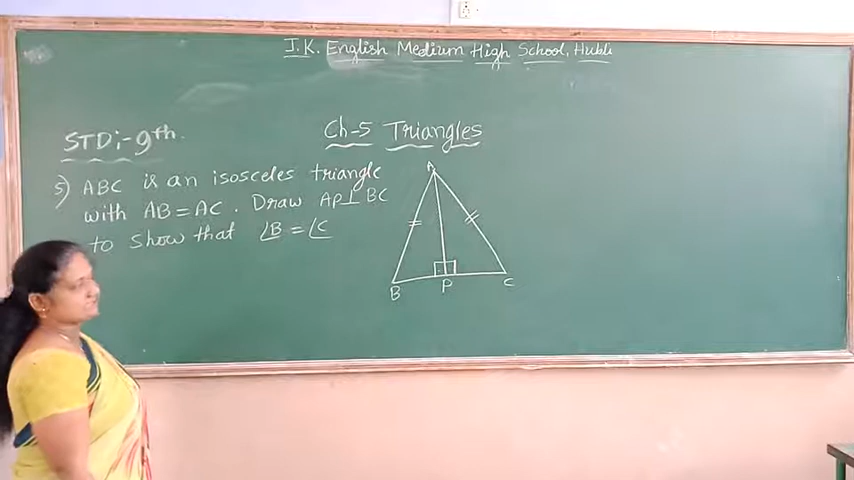 I.K. English Medium High School, Hubli
STD:-9th.
Ch-5 Triangles
5) ABC is an isosceles triangle
with AB=AC. Draw AP⊥BC
to show that ∠B=∠C
A
B
P
C